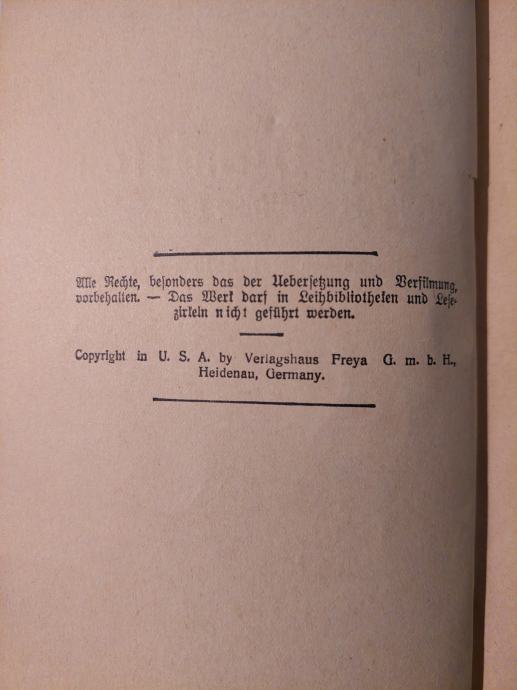 Alle Rechte, besonders das der Uebersetzung und Verfilmung,
vorbehalten. — Das Werk darf in Leihbibliotheken und Lese-
zirkeln nicht geführt werden.
Copyright in U. S. A. by Verlagshaus Freya G. m. b. H.,
Heidenau, Germany.